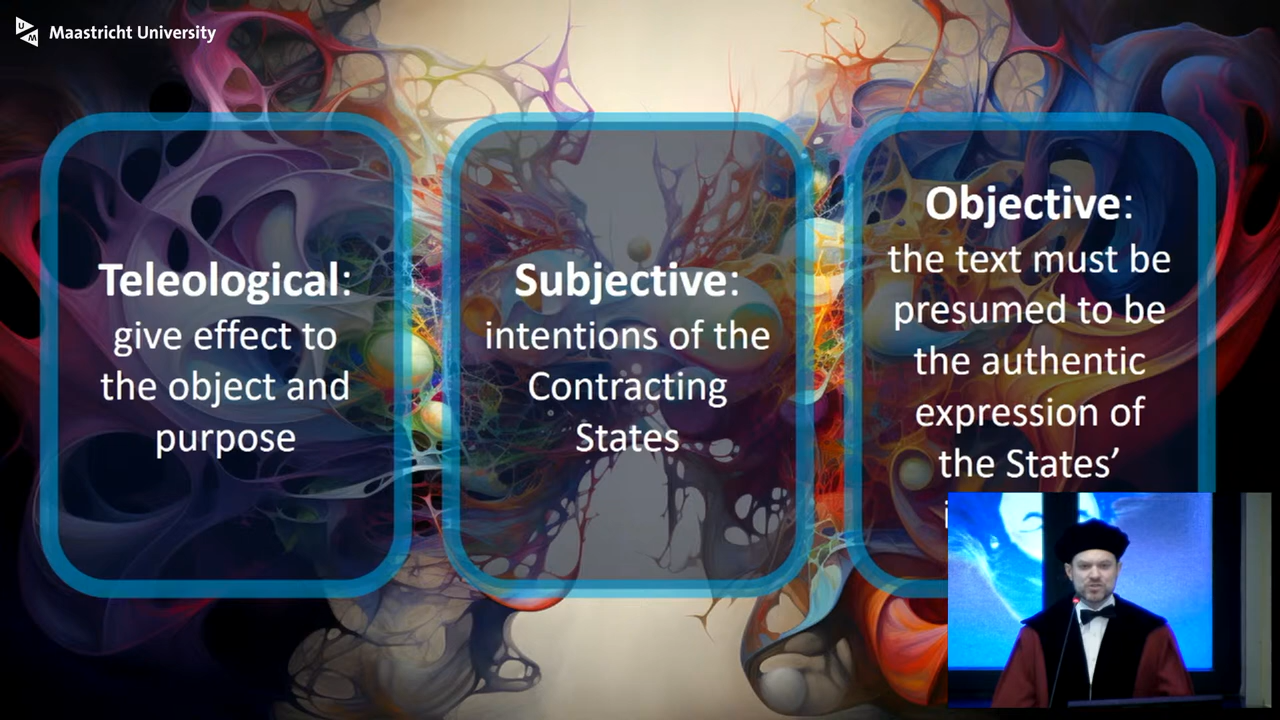 Maastricht University
Teleological:
give effect to
the object and
purpose
Subjective:
intentions of the
Contracting
States
Objective:
the text must be
presumed to be
the authentic
expression of
the States’